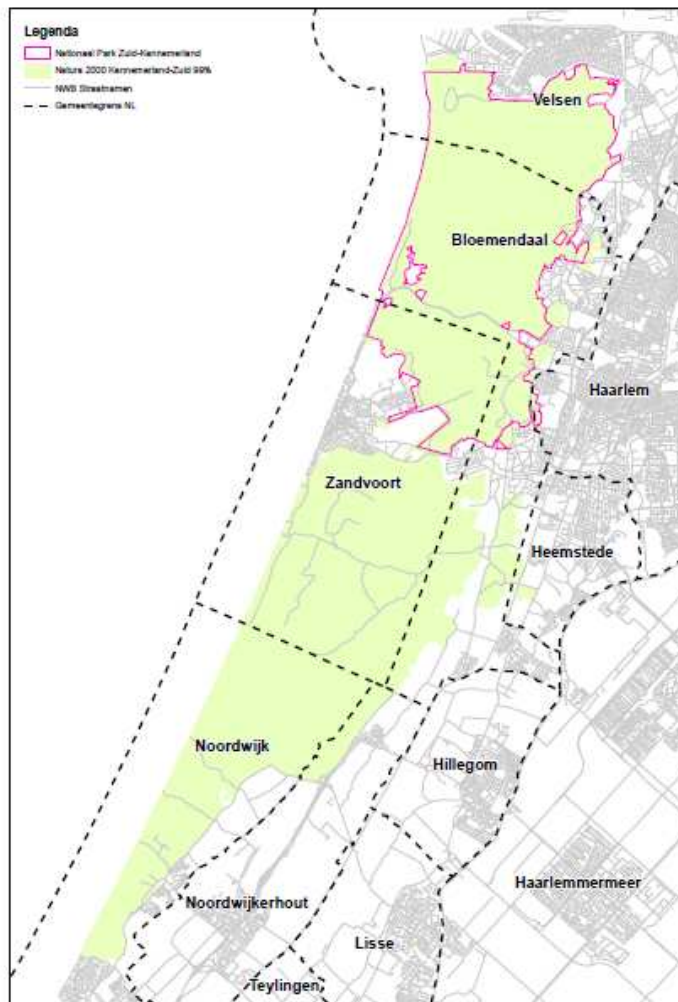 Legenda
Nationaal Park Zuid-Kennemerland
Natura 2000 Kennemerland-Zuid 99%
NWB Straatnamen
Gemeentegrens NL
Velsen
Bloemendaal
Haarlem
Zandvoort
Heemstede
Noordwijk
Hillegom
Haarlemmermeer
Noordwijkerhout
Lisse
Teylingen